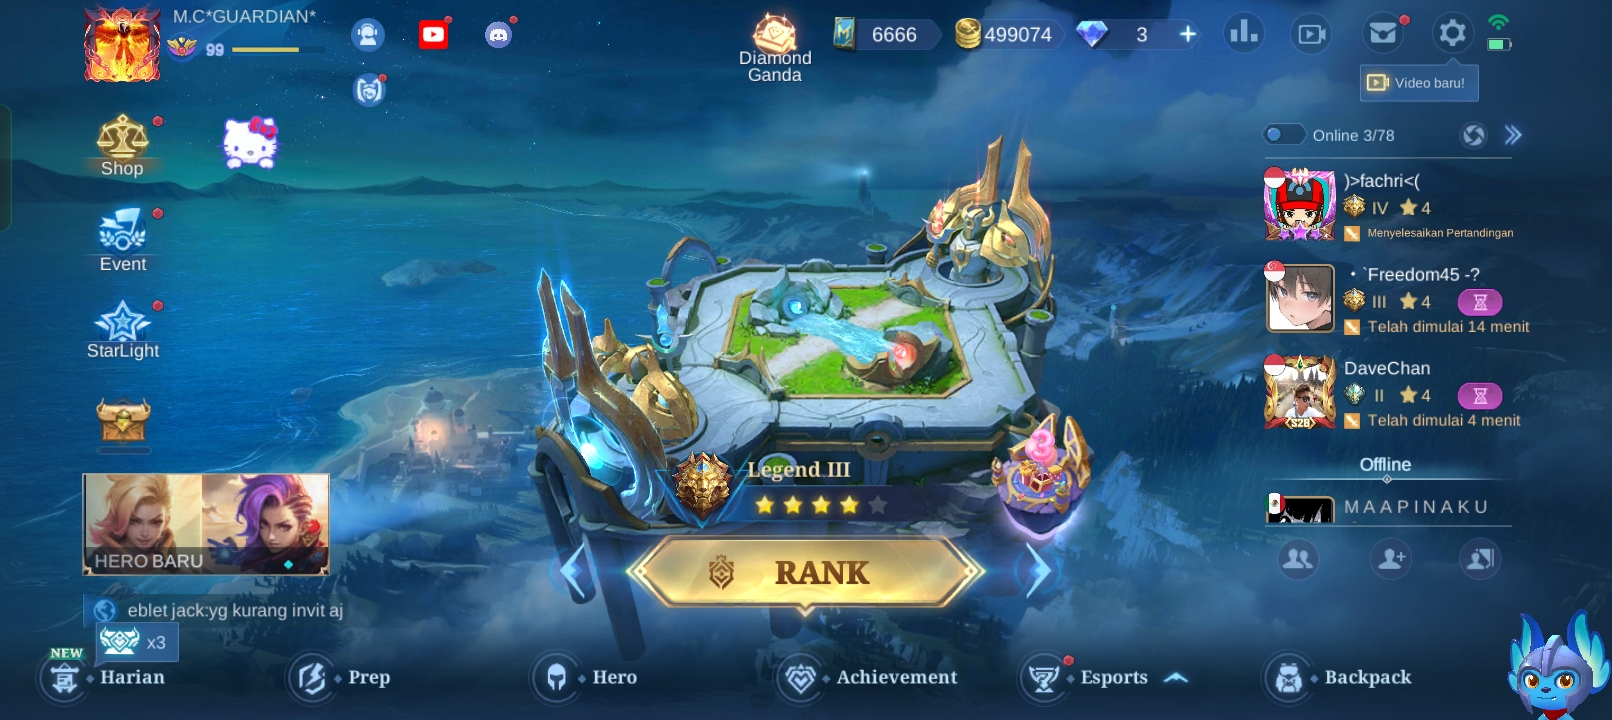 M.C*GUARDIAN*
99
Diamond
Ganda
6666
499074
3
Video baru!
Shop
Event
StarLight
Online 3/78
)>fachri<(
IV 4
Menyelesaikan Pertandingan
・`Freedom45 -?
III 4
Telah dimulai 14 menit
DaveChan
II 4
S28
Telah dimulai 4 menit
Offline
M A A P I N A K U
Legend III
3
RANK
HERO BARU
eblet jack:yg kurang invit aj
x3
NEW
Harian
Prep
Hero
Achievement
Esports
Backpack